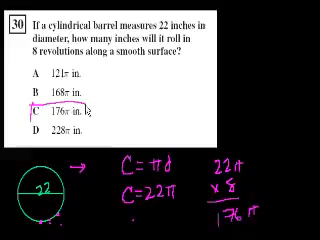 30 If a cylindrical barrel measures 22 inches in
diameter, how many inches will it roll in
8 revolutions along a smooth surface?
A 121π in.
B 168π in.
C 176π in.
D 228π in.
22
C = πd
C = 22π
22π
x 8
176 π